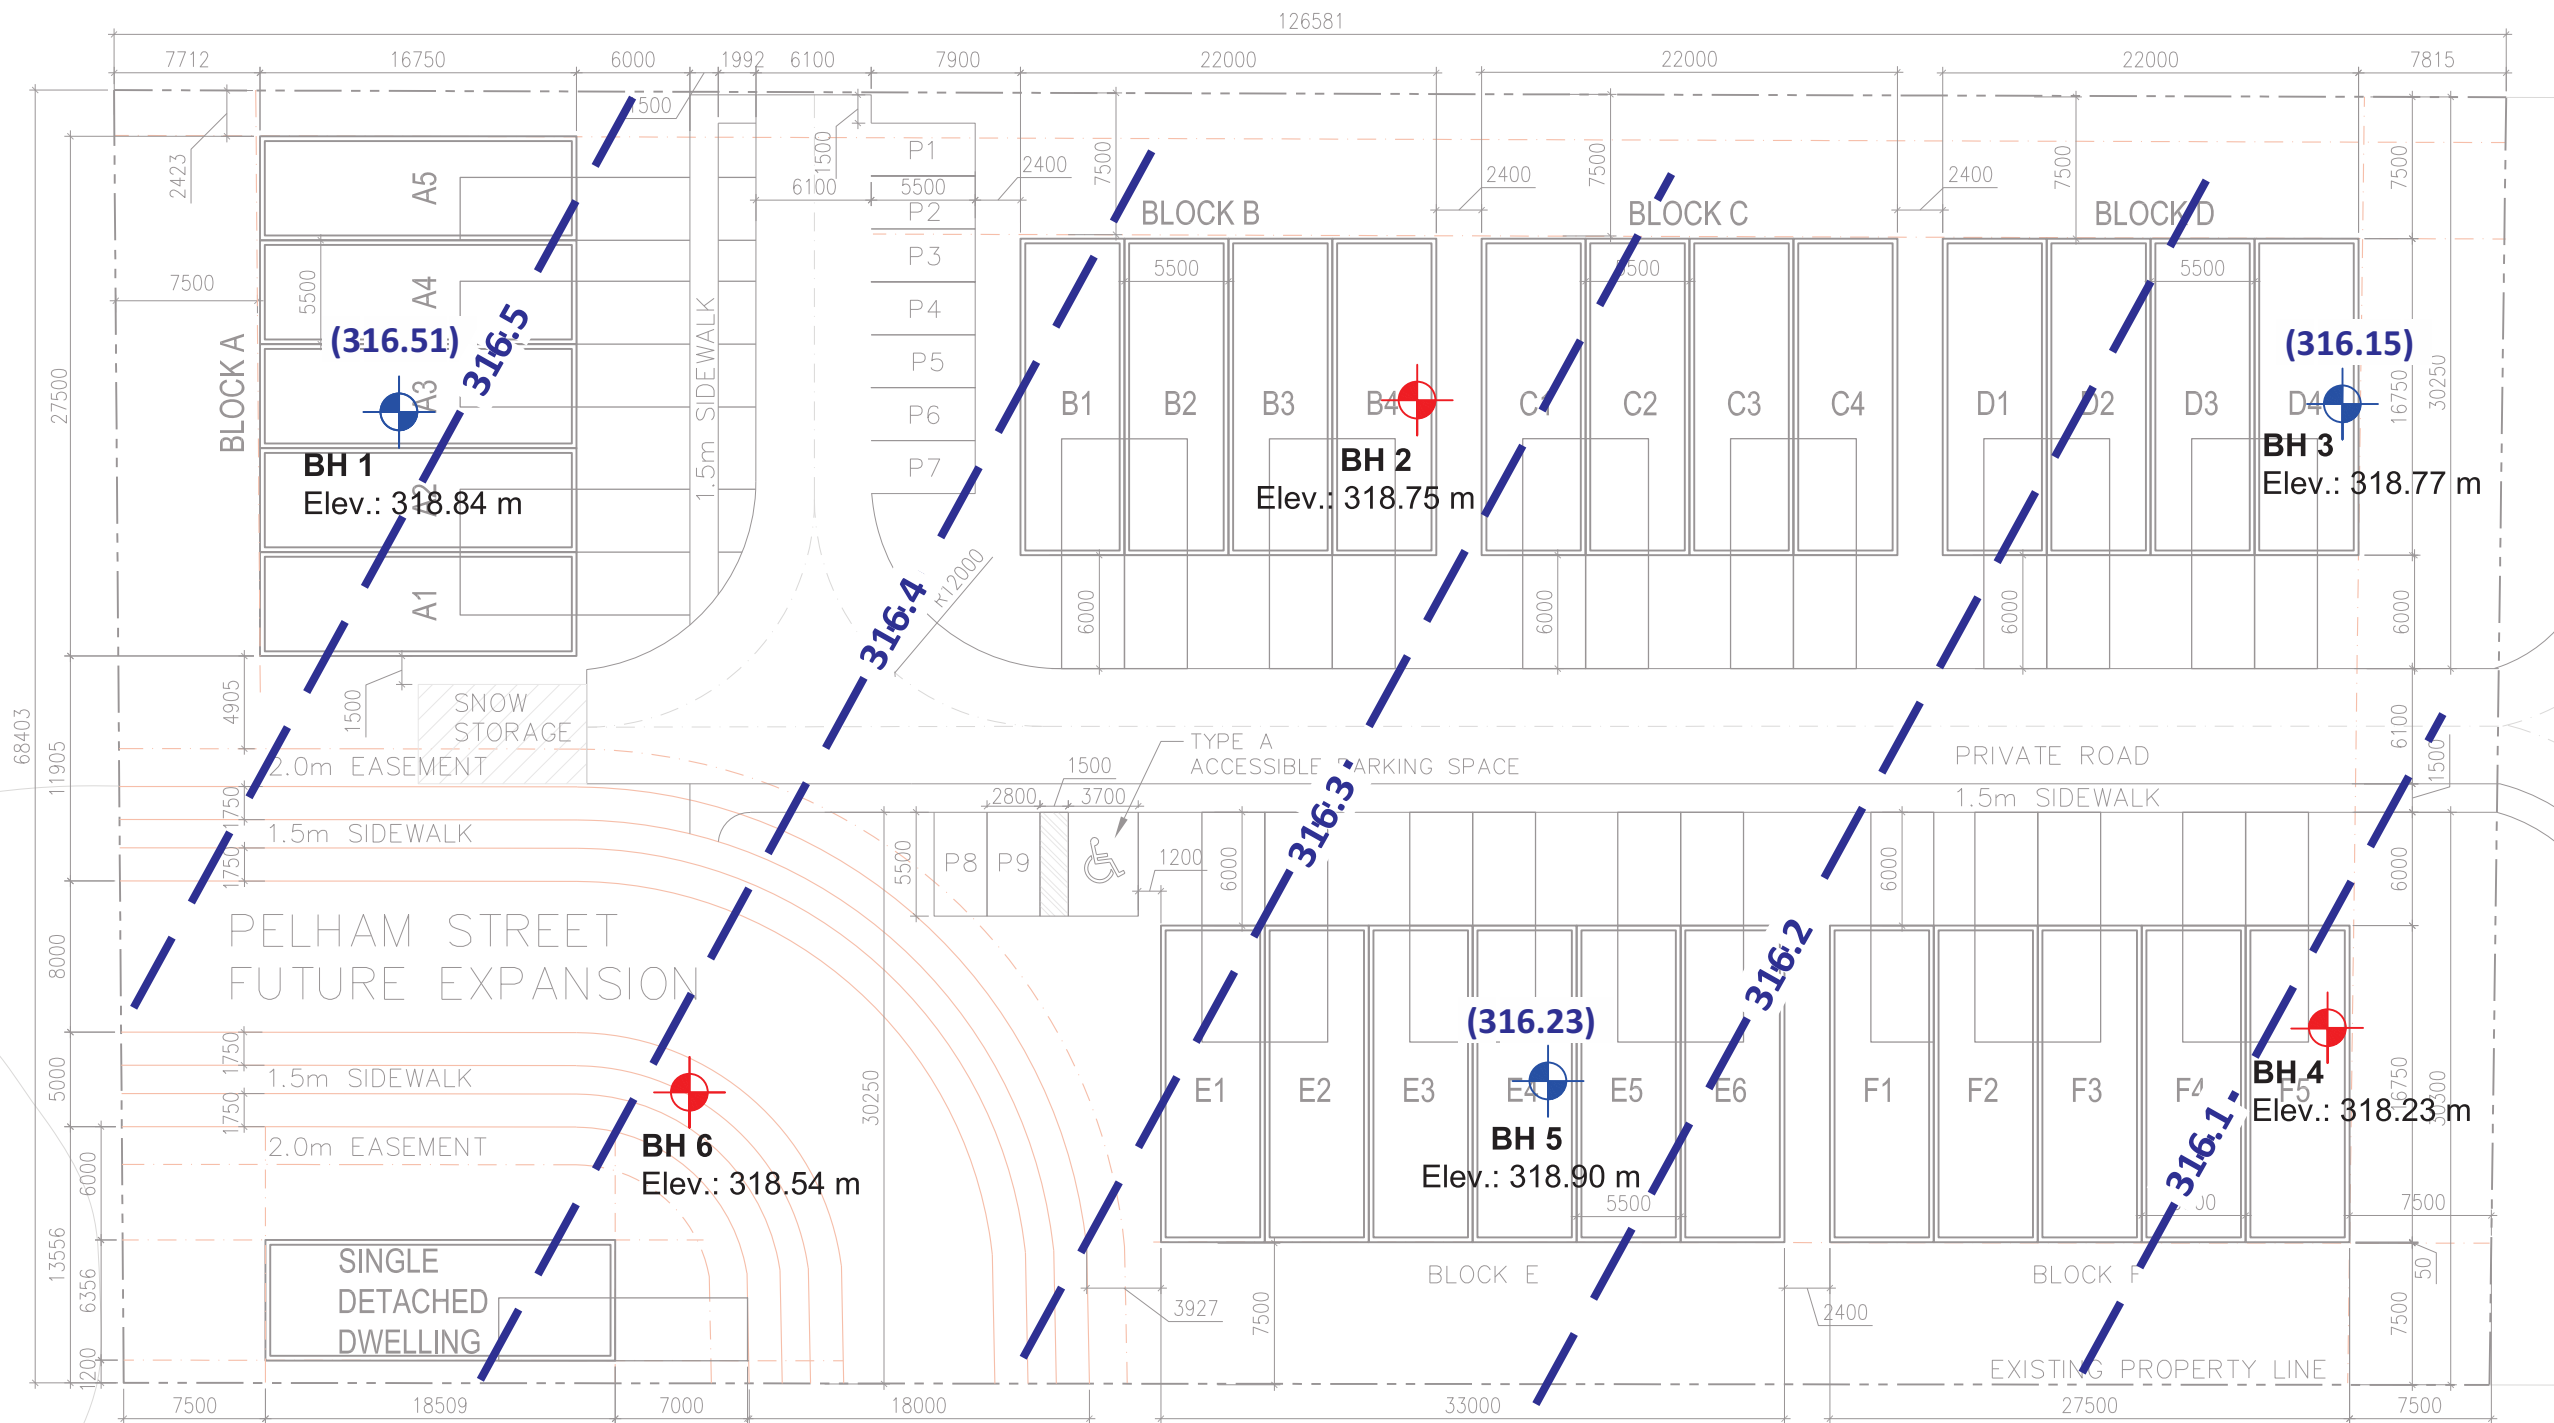 126581
7712 16750 6000 1992 6100 7900 22000 22000 22000 7815
1500
2423
1500
P1
6100 5500 2400
7500
2400
7500
2400
7500
7500
P2
P3
P4
P5
P6
P7
A5
A4
A3
A2
A1
BLOCK A
BLOCK B
BLOCK C
BLOCK D
7500
5500
27500
5500
5500
5500
(316.51)
316.5
(316.15)
1.5m SIDEWALK
B1 B2 B3 B4 C1 C2 C3 C4 D1 D2 D3 D4
16750
30250
BH 1
Elev.: 318.84 m
BH 2
Elev.: 318.75 m
BH 3
Elev.: 318.77 m
R12000
316.4
6000
6000
6000
6000
68403
4905
1500
11905
SNOW
STORAGE
2.0m EASEMENT
1750
1.5m SIDEWALK
1750
TYPE A
ACCESSIBLE PARKING SPACE
1500
2800 3700
PRIVATE ROAD
1.5m SIDEWALK
6100
1500
316.3
5500
P8 P9
1200
6000
6000
6000
PELHAM STREET
FUTURE EXPANSION
8000
316.2
(316.23)
1750
1.5m SIDEWALK
1750
2.0m EASEMENT
5000
30250
E1 E2 E3 E4 E5 E6 F1 F2 F3 F4 F5
16750
30300
BH 6
Elev.: 318.54 m
BH 5
Elev.: 318.90 m
BH 4
Elev.: 318.23 m
316.1
5500
7500
6000
13556
6356
1200
SINGLE
DETACHED
DWELLING
BLOCK E
BLOCK F
3927
7500
2400
50
7500
EXISTING PROPERTY LINE
7500 18509 7000 18000 33000 27500 7500